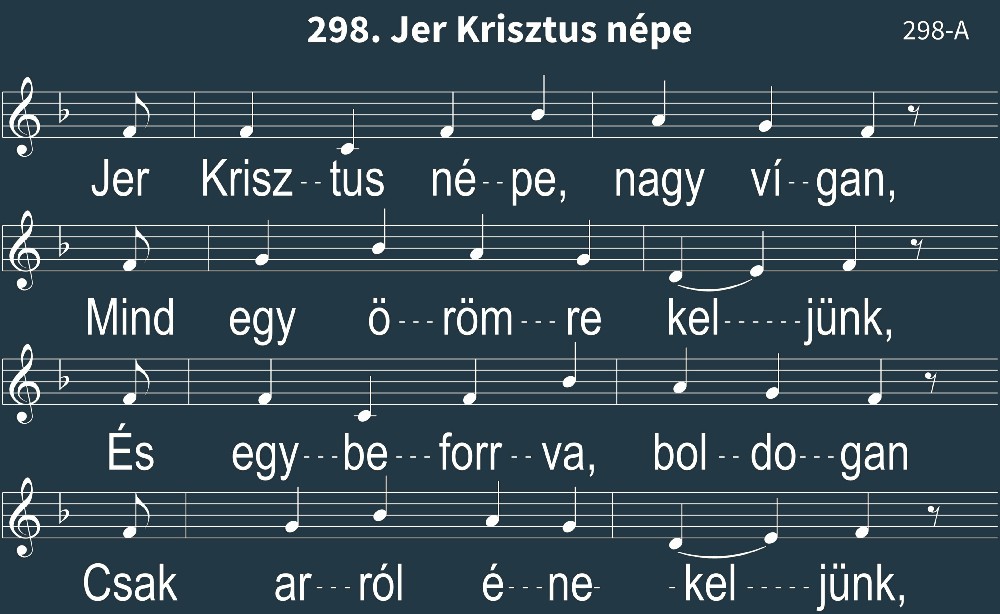 298. Jer Krisztus népe
298-A
Jer Krisz--tus né--pe, nagy ví--gan,
Mind egy ö---röm---re kel------jünk,
És egy---be---forr--va, bol--do---gan
Csak ar---ról é---ne- -kel-----jünk,